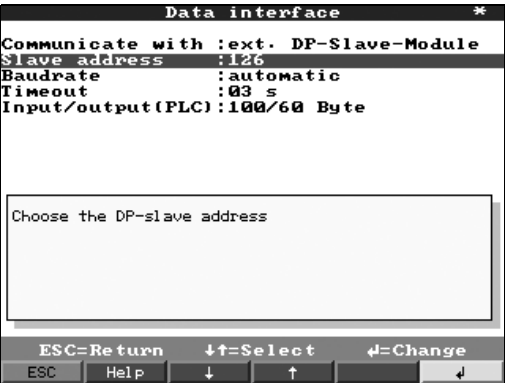 Data interface *
Communicate with :ext. DP-Slave-Module
Slave address :126
Baudrate :automatic
Timeout :03 s
Input/output(PLC):100/60 Byte
Choose the DP-slave address
ESC=Return ↓↑=Select ↲=Change
ESC Help ↓ ↑ ↲